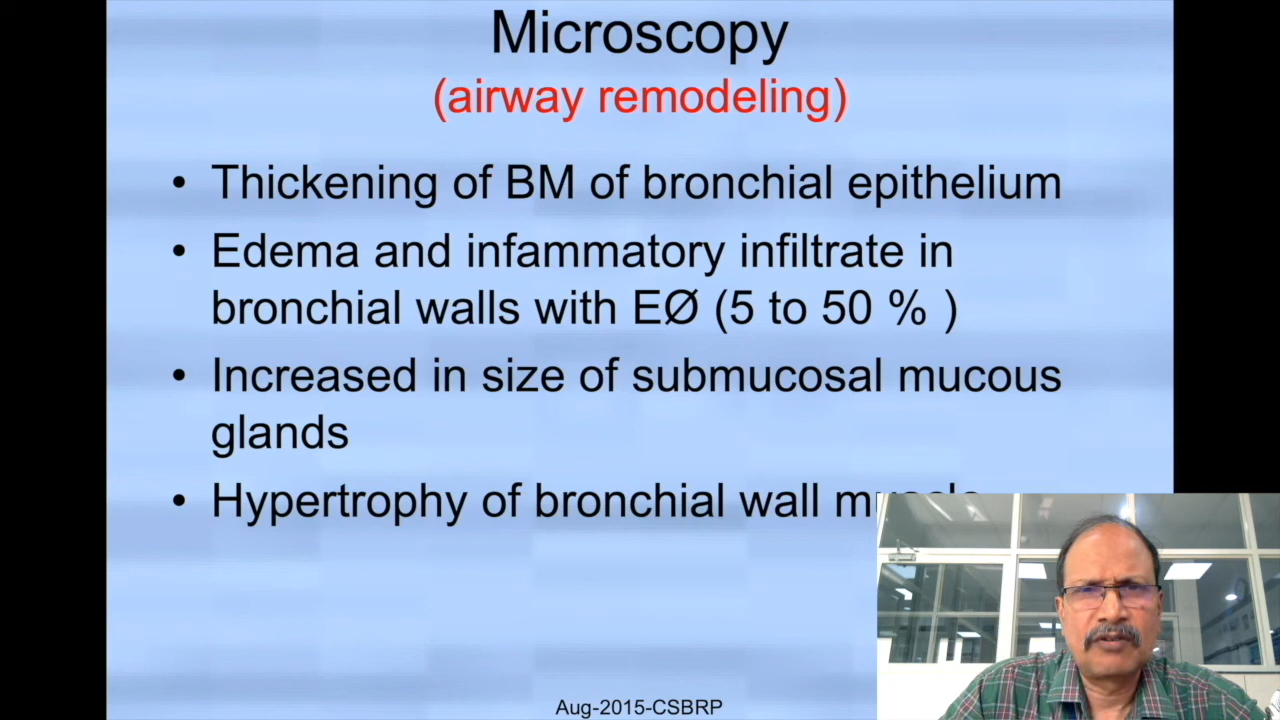 Microscopy
(airway remodeling)
• Thickening of BM of bronchial epithelium
• Edema and infammatory infiltrate in
bronchial walls with EØ (5 to 50 % )
• Increased in size of submucosal mucous
glands
• Hypertrophy of bronchial wall
Aug-2015-CSBRP